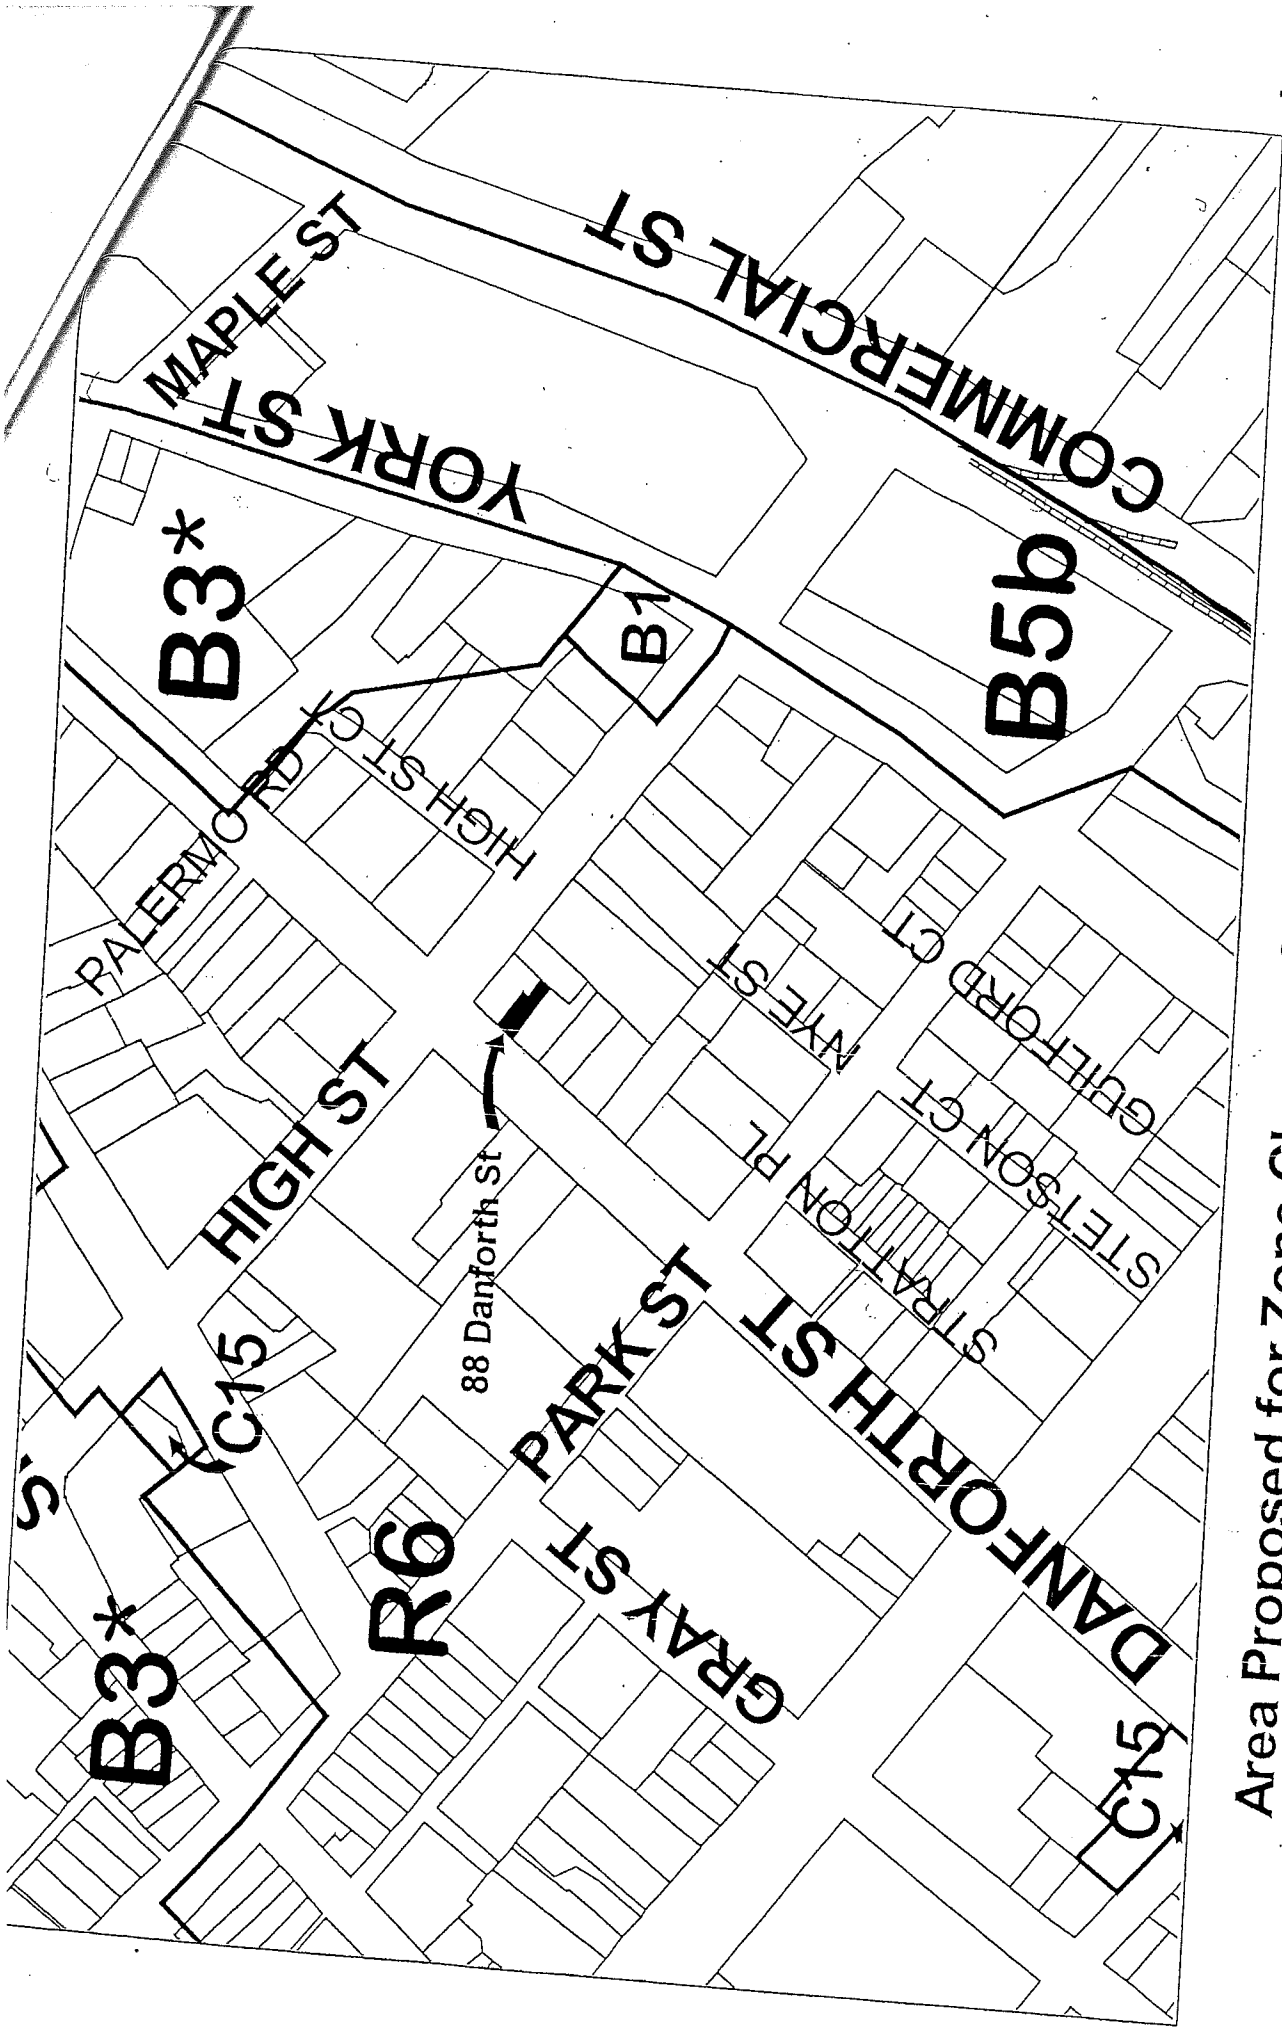 B3*
C15
HIGH ST
PALERMO RD
B3*
YORK ST
MAPLE ST
R6
GRAY ST
PARK ST
88 Danforth St
HIGH ST CT
B1
COMMERCIAL ST
DANFORTH ST
STRATTON PL
NYE ST
STETSON CT
GUILFORD CT
B5b
C15
Area Proposed for Zone